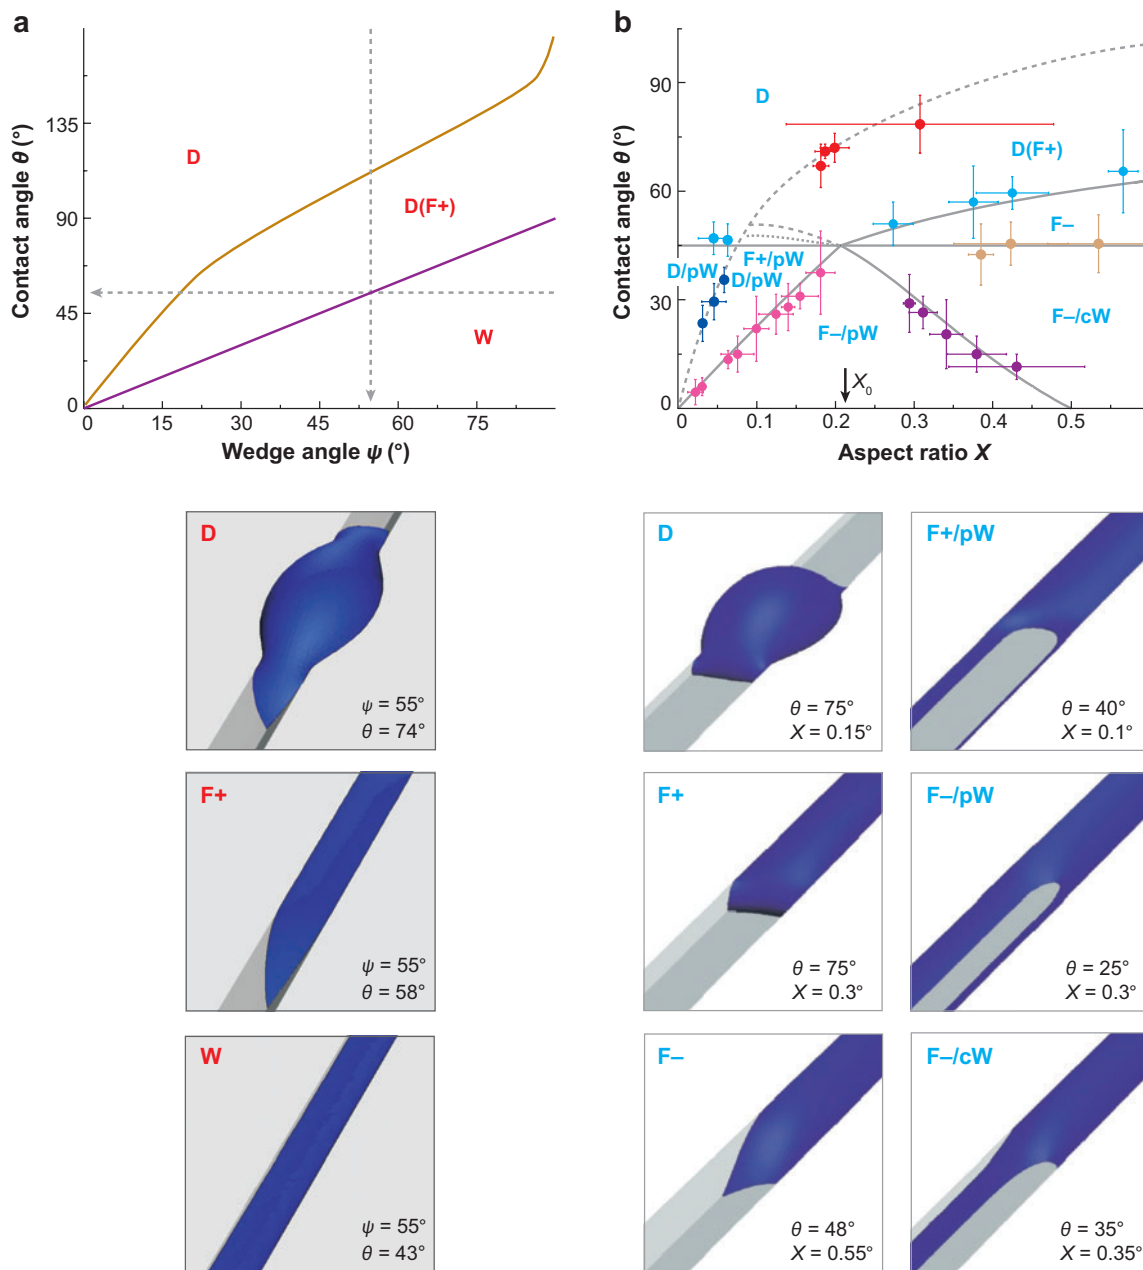 a
Contact angle θ (°)
135
90
45
0
D
D(F+)
W
0
15
30
45
60
75
Wedge angle ψ (°)
b
Contact angle θ (°)
90
60
30
0
D
D(F+)
F–
D/pW
F+/pW
D/pW
F–/pW
F–/cW
X0
0
0.1
0.2
0.3
0.4
0.5
Aspect ratio X
D
ψ = 55°
θ = 74°
F+
ψ = 55°
θ = 58°
W
ψ = 55°
θ = 43°
D
θ = 75°
X = 0.15°
F+/pW
θ = 40°
X = 0.1°
F+
θ = 75°
X = 0.3°
F–/pW
θ = 25°
X = 0.3°
F–
θ = 48°
X = 0.55°
F–/cW
θ = 35°
X = 0.35°